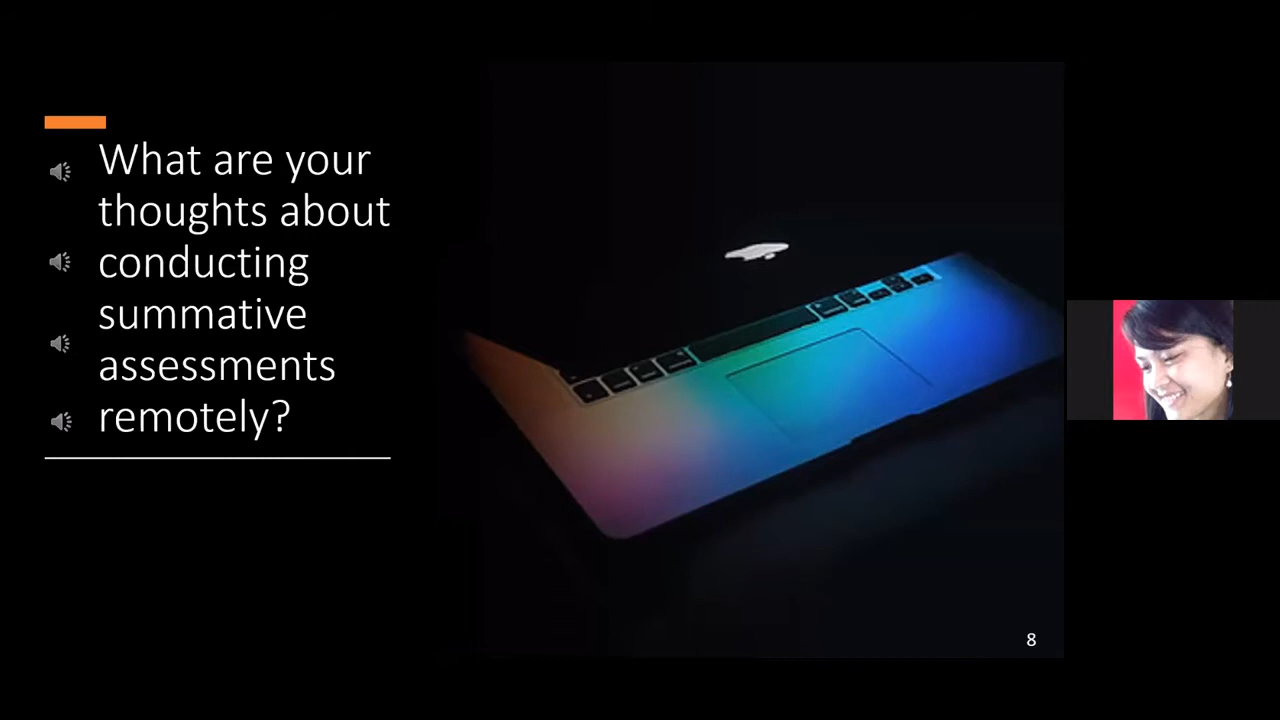 What are your
thoughts about
conducting
summative
assessments
remotely?
8